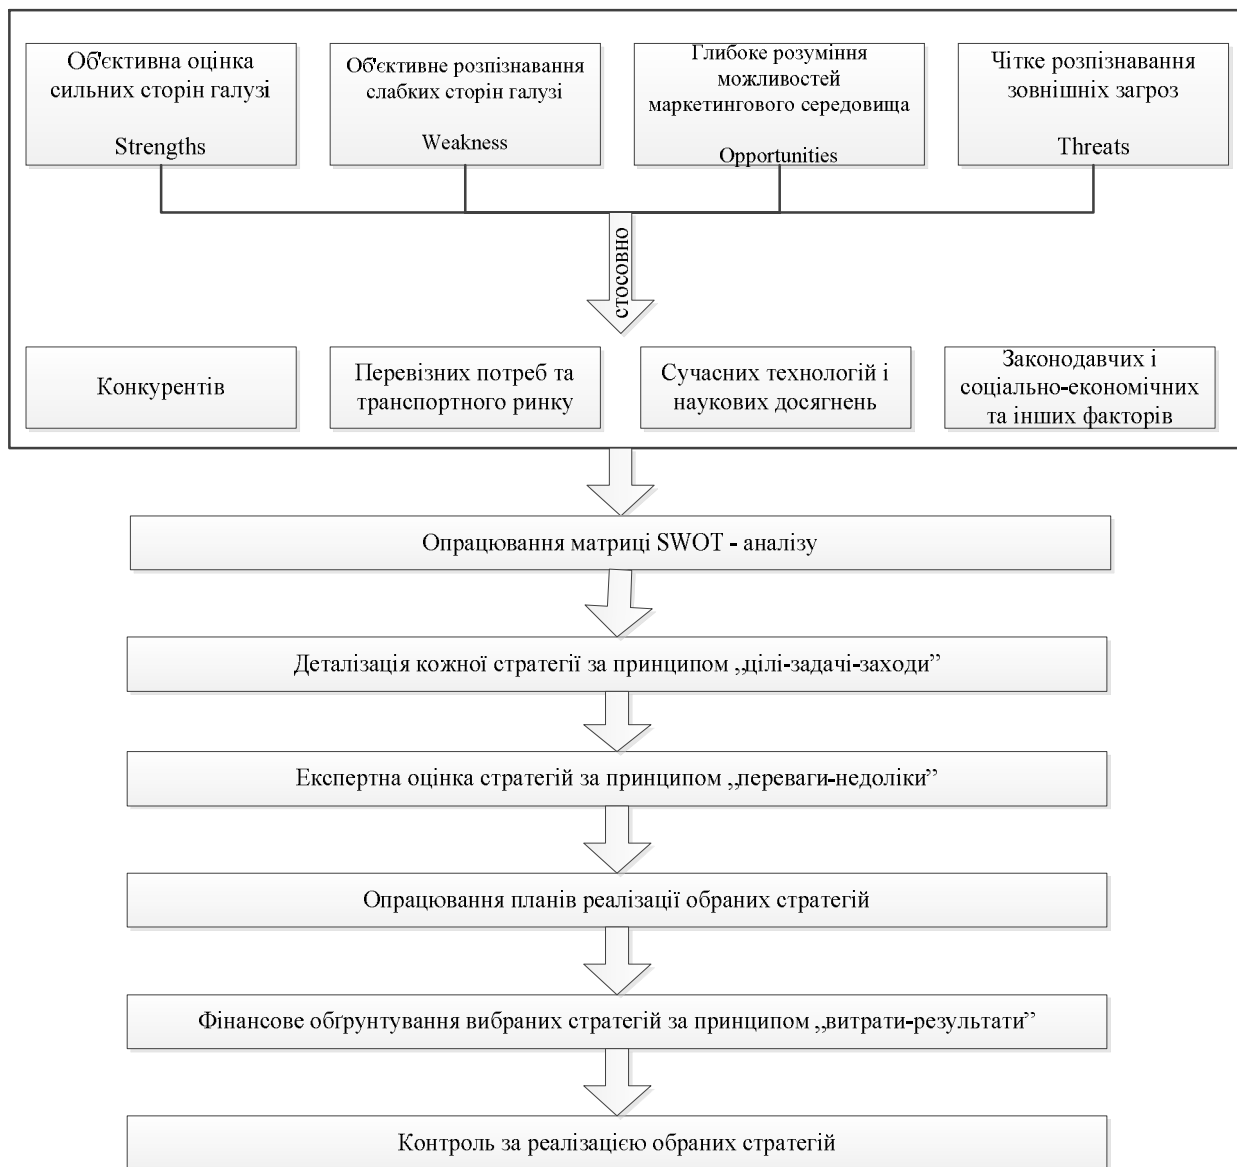 Об'єктивна оцінка
сильних сторін галузі
Strengths
Об'єктивне розпізнавання
слабких сторін галузі
Weakness
Глибоке розуміння
можливостей
маркетингового середовища
Opportunities
Чітке розпізнавання
зовнішніх загроз
Threats
стосовно
Конкурентів
Перевізних потреб та
транспортного ринку
Сучасних технологій і
наукових досягнень
Законодавчих і
соціально-економічних
та інших факторів
Опрацювання матриці SWOT - аналізу
Деталізація кожної стратегії за принципом „цілі-задачі-заходи”
Експертна оцінка стратегій за принципом „переваги-недоліки”
Опрацювання планів реалізації обраних стратегій
Фінансове обґрунтування вибраних стратегій за принципом „витрати-результати”
Контроль за реалізацією обраних стратегій